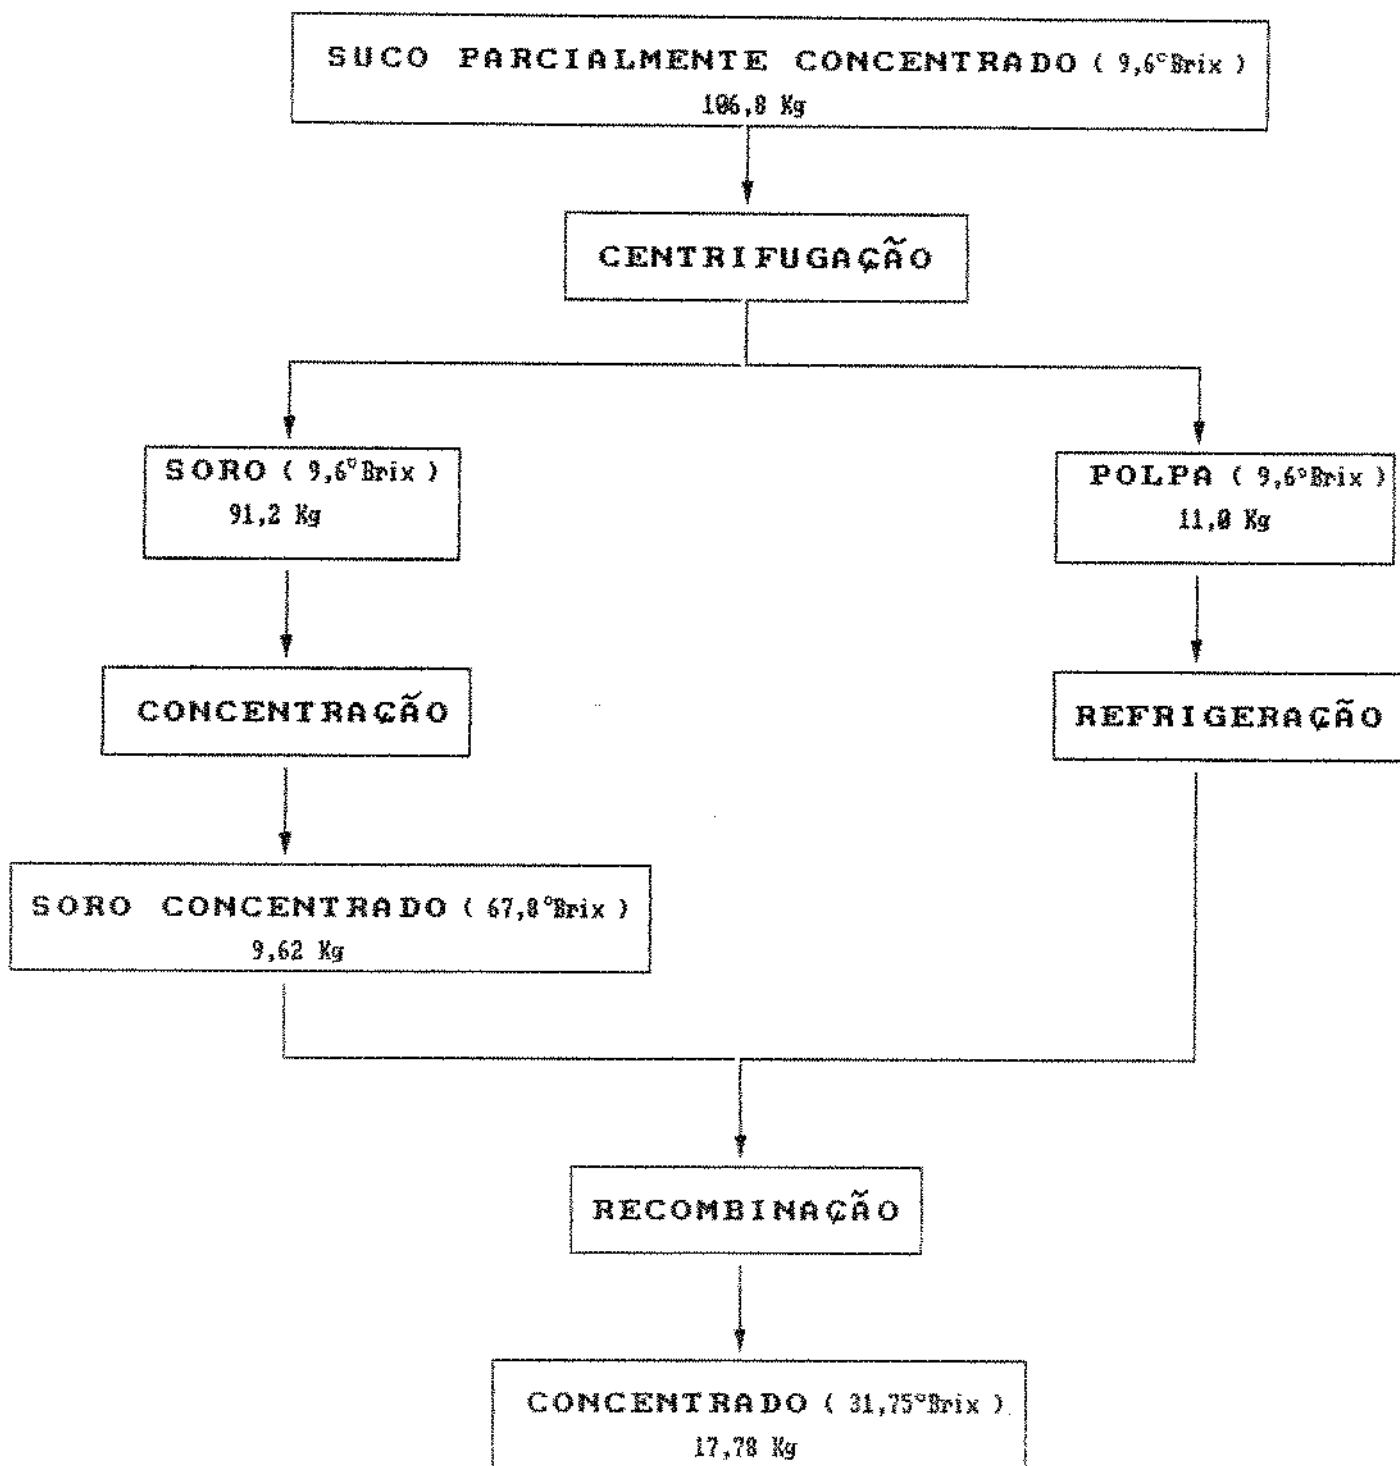 SUCO PARCIALMENTE CONCENTRADO ( 9,6°Brix )
106,8 Kg
CENTRIFUGAÇÃO
SORO ( 9,6°Brix )
91,2 Kg
POLPA ( 9,6°Brix )
11,0 Kg
CONCENTRAÇÃO
REFRIGERAÇÃO
SORO CONCENTRADO ( 67,8°Brix )
9,62 Kg
RECOMBINAÇÃO
CONCENTRADO ( 31,75°Brix )
17,78 Kg